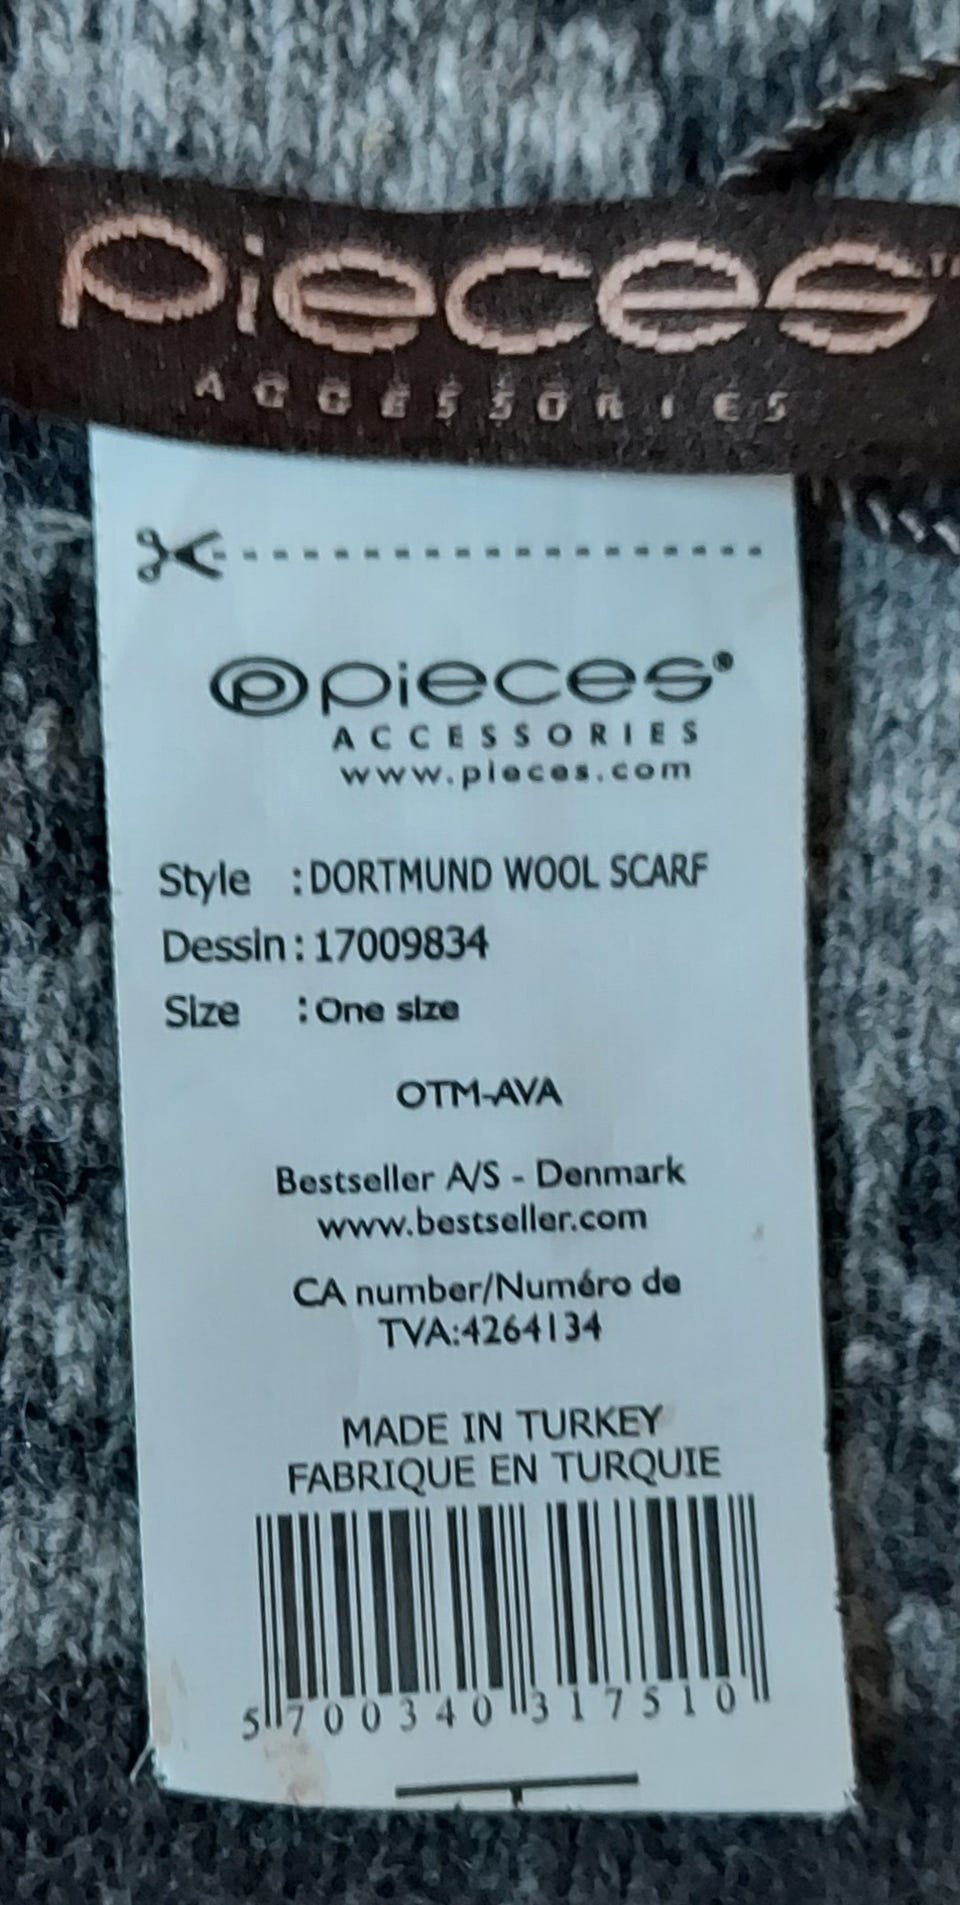 Pieces™
ACCESSORIES
pieces®
ACCESSORIES
www.pieces.com
Style :DORTMUND WOOL SCARF
Dessin:17009834
Size :One size
OTM-AVA
Bestseller A/S - Denmark
www.bestseller.com
CA number/Numéro de
TVA:4264134
MADE IN TURKEY
FABRIQUE EN TURQUIE
5 700340 317510